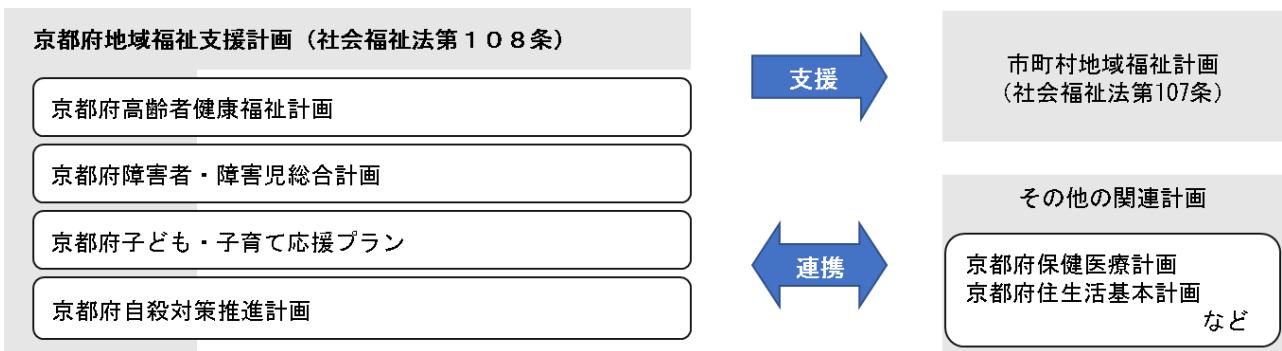 京都府地域福祉支援計画（社会福祉法第１０８条）
京都府高齢者健康福祉計画
京都府障害者・障害児総合計画
京都府子ども・子育て応援プラン
京都府自殺対策推進計画
支援
連携
市町村地域福祉計画
（社会福祉法第107条）
その他の関連計画
京都府保健医療計画
京都府住生活基本計画
など